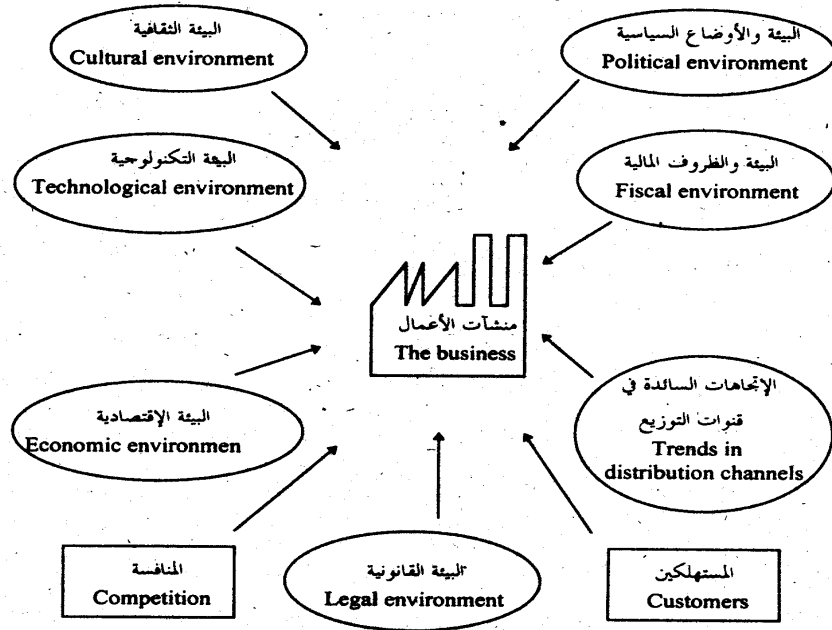 البيئة الثقافية
Cultural environment
البيئة والأوضاع السياسية
Political environment
البيئة التكنولوجية
Technological environment
البيئة والظروف المالية
Fiscal environment
منشآت الأعمال
The business
البيئة الإقتصادية
Economic environmen
الإتجاهات السائدة في
قنوات التوزيع
Trends in
distribution channels
المنافسة
Competition
البيئة القانونية
Legal environment
المستهلكين
Customers